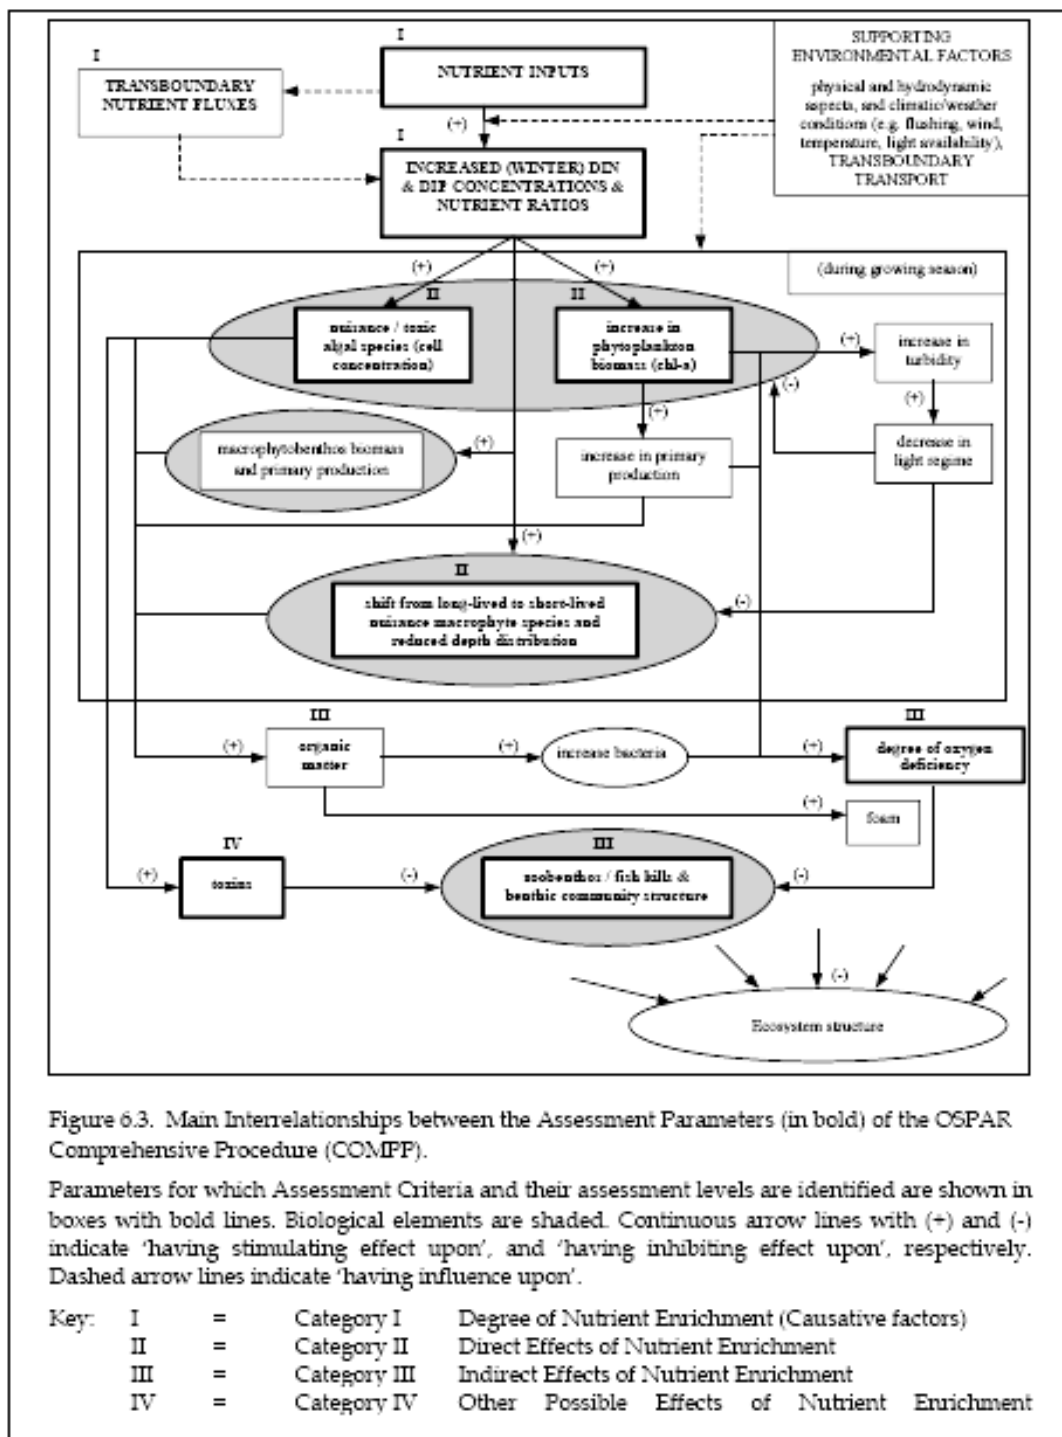 I
I
TRANSBOUNDARY
NUTRIENT FLUXES
NUTRIENT INPUTS
SUPPORTING
ENVIRONMENTAL FACTORS
physical and hydrodynamic
aspects, and climatic/weather
conditions (e.g. flushing, wind,
temperature, light availability),
TRANSBOUNDARY
TRANSPORT
(+)
I
INCREASED (WINTER) DIN
& DIP CONCENTRATIONS &
NUTRIENT RATIOS
(during growing season)
(+)
(+)
II
II
nuisance / toxic
algal species (cell
concentration)
increase in
phytoplankton
biomass (chl-a)
(+)
increase in
turbidity
(-)
(+)
(+)
(+)
macrophytobenthos biomass
and primary production
increase in primary
production
decrease in
light regime
(+)
II
shift from long-lived to short-lived
nuisance macrophyte species and
reduced depth distribution
(-)
III
III
(+)
organic
matter
(+)
increase bacteria
(+)
degree of oxygen
deficiency
(+)
foam
IV
III
(+)
toxins
(-)
zoobenthos / fish kills &
benthic community structure
(-)
(-)
Ecosystem structure
Figure 6.3. Main Interrelationships between the Assessment Parameters (in bold) of the OSPAR
Comprehensive Procedure (COMPP).
Parameters for which Assessment Criteria and their assessment levels are identified are shown in
boxes with bold lines. Biological elements are shaded. Continuous arrow lines with (+) and (-)
indicate 'having stimulating effect upon', and 'having inhibiting effect upon', respectively.
Dashed arrow lines indicate 'having influence upon'.
Key: I = Category I Degree of Nutrient Enrichment (Causative factors)
II = Category II Direct Effects of Nutrient Enrichment
III = Category III Indirect Effects of Nutrient Enrichment
IV = Category IV Other Possible Effects of Nutrient Enrichment